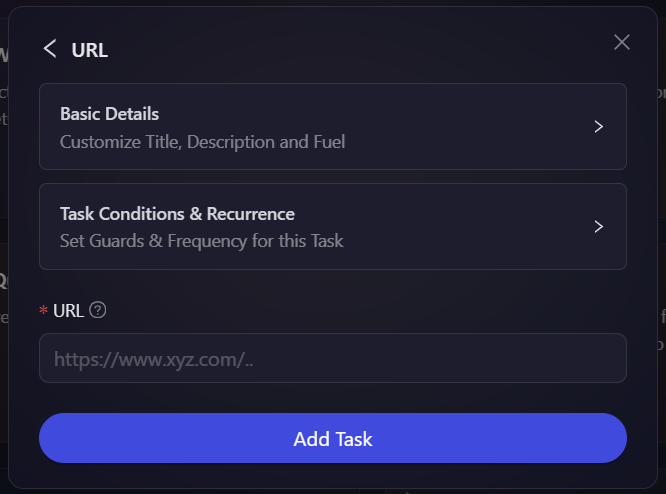 URL
Basic Details
Customize Title, Description and Fuel
Task Conditions & Recurrence
Set Guards & Frequency for this Task
* URL ?
https://www.xyz.com/..
Add Task